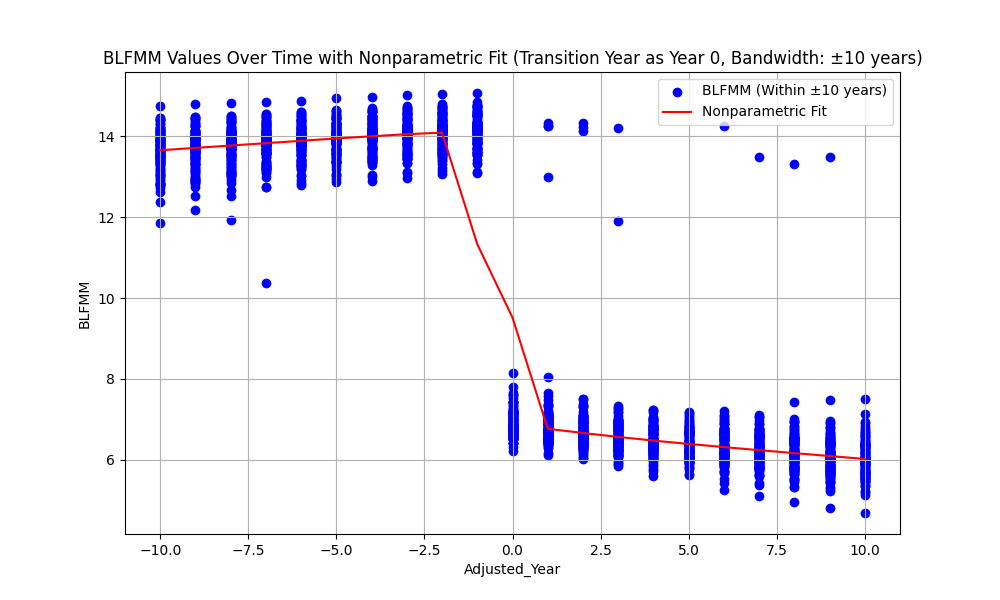 BLFMM Values Over Time with Nonparametric Fit (Transition Year as Year 0, Bandwidth: ±10 years)
BLFMM (Within ±10 years)
Nonparametric Fit
14
12
10
8
6
BLFMM
−10.0 −7.5 −5.0 −2.5 0.0 2.5 5.0 7.5 10.0
Adjusted_Year